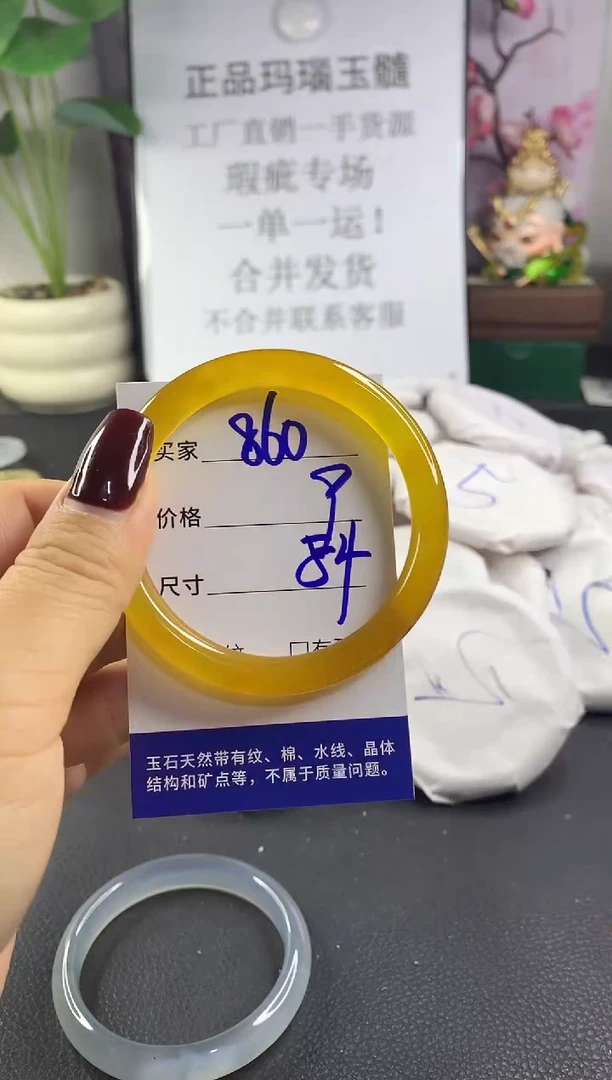 正品玛瑙玉髓
工厂直销一手货源
瑕疵专场
一单一运！
合并发货
不合并联系客服
买家 860
价格
尺寸 54
玉石天然带有纹、棉、水线、晶体
结构和矿点等，不属于质量问题。
5